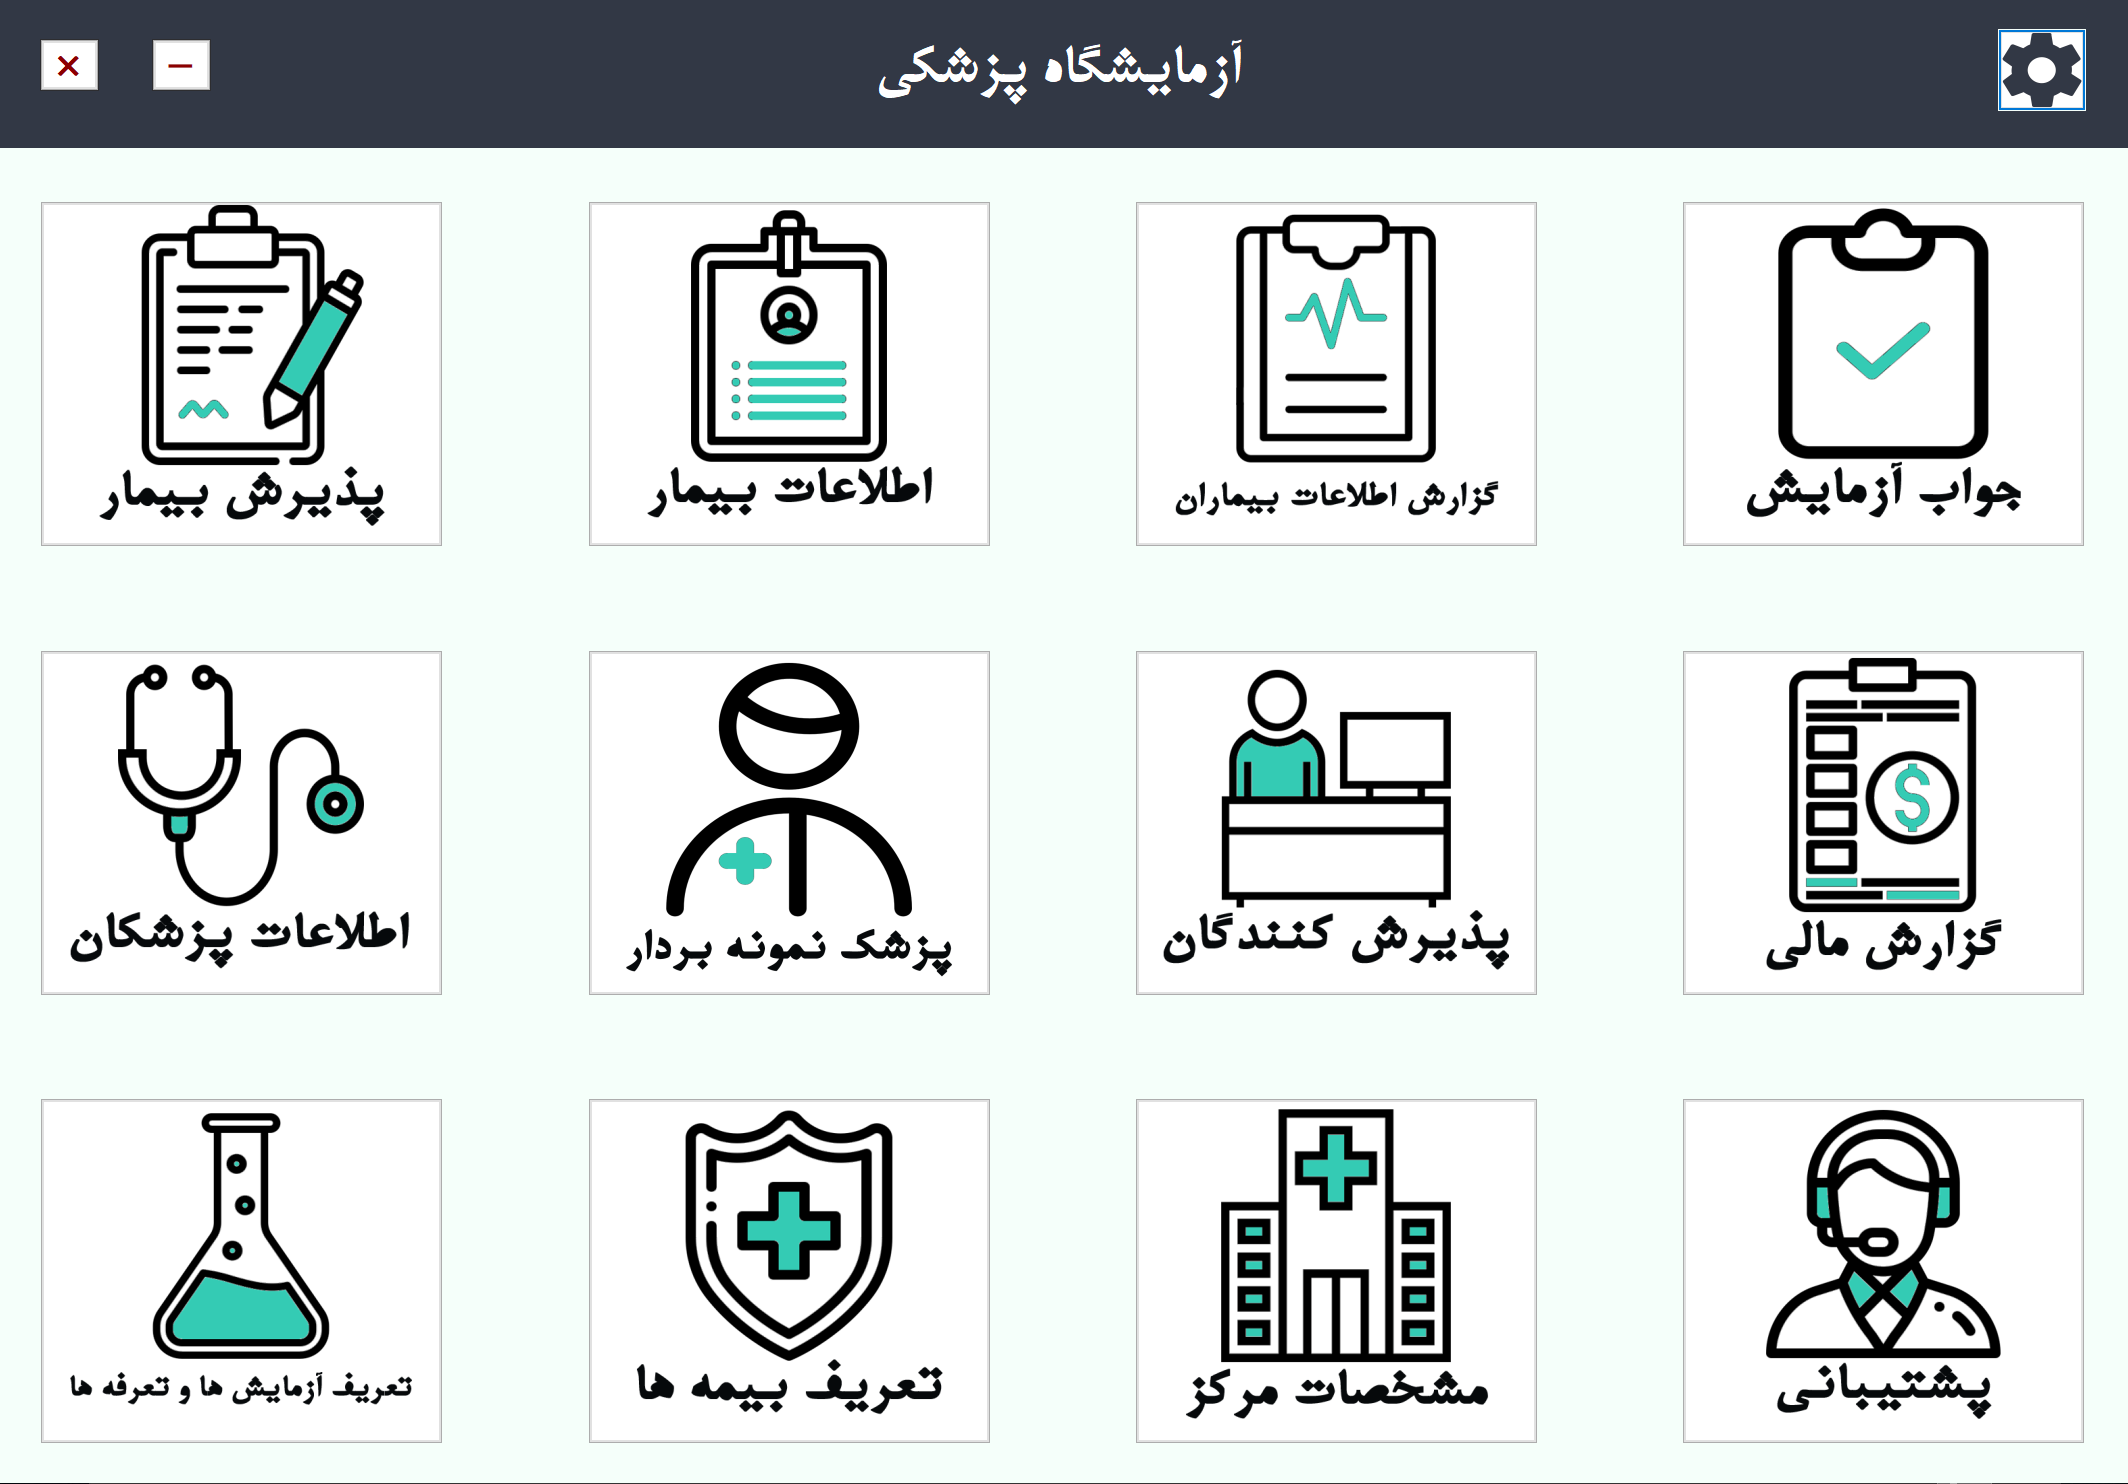 آزمایشگاه پزشکی
جواب آزمایش
گزارش اطلاعات بیماران
اطلاعات بیمار
پذیرش بیمار
گزارش مالی
پذیرش کنندگان
پزشک نمونه بردار
اطلاعات پزشکان
پشتیبانی
مشخصات مرکز
تعریف بیمه ها
تعریف آزمایش ها و تعرفه ها